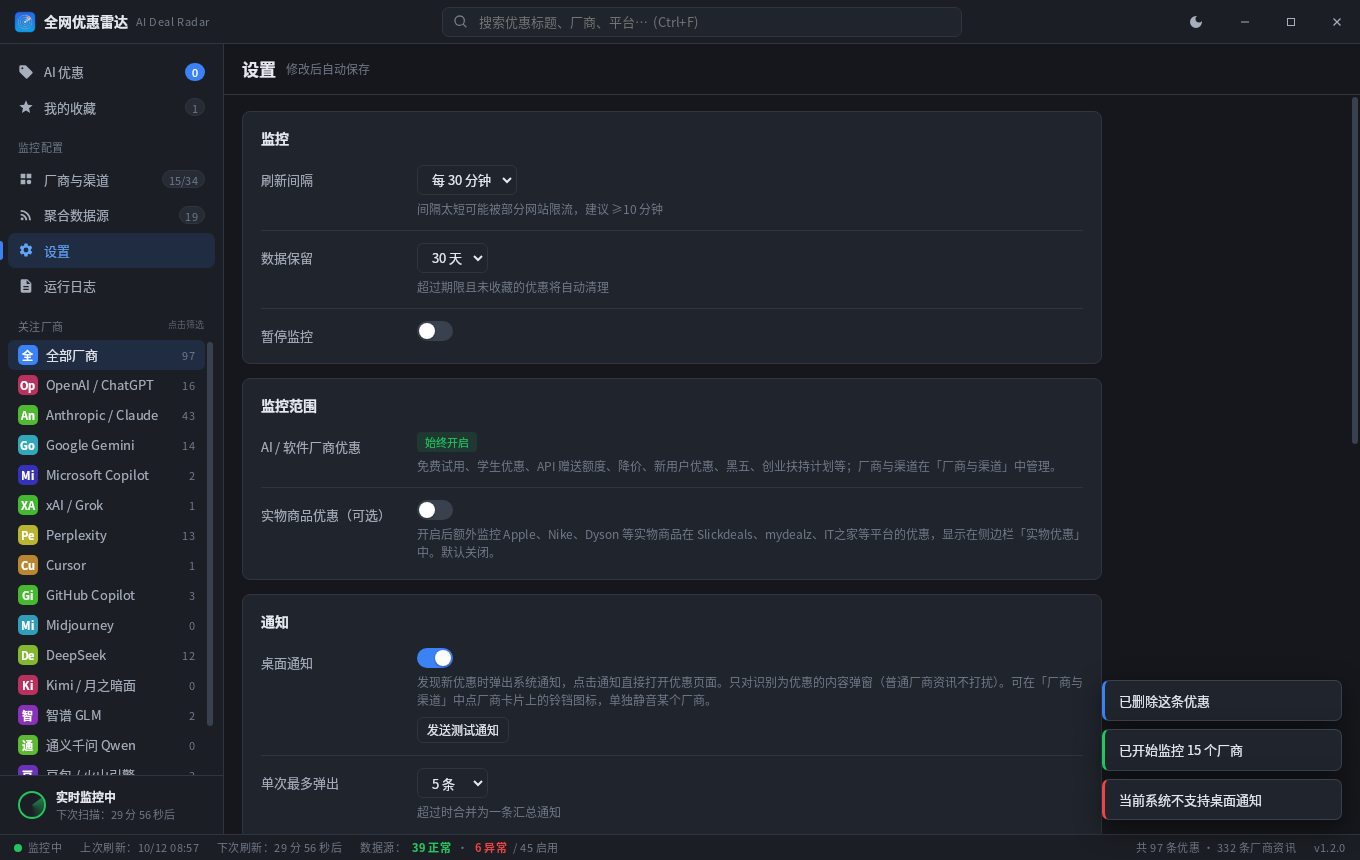 全网优惠雷达 AI Deal Radar
搜索优惠标题、厂商、平台… (Ctrl+F)
AI 优惠 0
我的收藏 1
监控配置
厂商与渠道 15/34
聚合数据源 19
设置
运行日志
关注厂商 点击筛选
全 全部厂商 97
Op OpenAI / ChatGPT 16
An Anthropic / Claude 43
Go Google Gemini 14
Mi Microsoft Copilot 2
XA xAI / Grok 1
Pe Perplexity 13
Cu Cursor 1
Gi GitHub Copilot 3
Mi Midjourney 0
De DeepSeek 12
Ki Kimi / 月之暗面 0
智 智谱 GLM 2
通 通义千问 Qwen 0
实时监控中
下次扫描：29 分 56 秒后
设置 修改后自动保存
监控
刷新间隔 每 30 分钟
间隔太短可能被部分网站限流，建议 ≥10 分钟
数据保留 30 天
超过期限且未收藏的优惠将自动清理
暂停监控
监控范围
AI / 软件厂商优惠 始终开启
免费试用、学生优惠、API 赠送额度、降价、新用户优惠、黑五、创业扶持计划等；厂商与渠道在「厂商与渠道」中管理。
实物商品优惠（可选）
开启后额外监控 Apple、Nike、Dyson 等实物商品在 Slickdeals、mydealz、IT之家等平台的优惠，显示在侧边栏「实物优惠」
中。默认关闭。
通知
桌面通知
发现新优惠时弹出系统通知，点击通知直接打开优惠页面。只对识别为优惠的内容弹窗（普通厂商资讯不打扰）。可在「厂商与
渠道」中点厂商卡片上的铃铛图标，单独静音某个厂商。
发送测试通知
单次最多弹出 5 条
超过时合并为一条汇总通知
已删除这条优惠
已开始监控 15 个厂商
当前系统不支持桌面通知
监控中 上次刷新：10/12 08:57 下次刷新：29 分 56 秒后 数据源： 39 正常 · 6 异常 / 45 启用 共 97 条优惠 · 332 条厂商资讯 v1.2.0